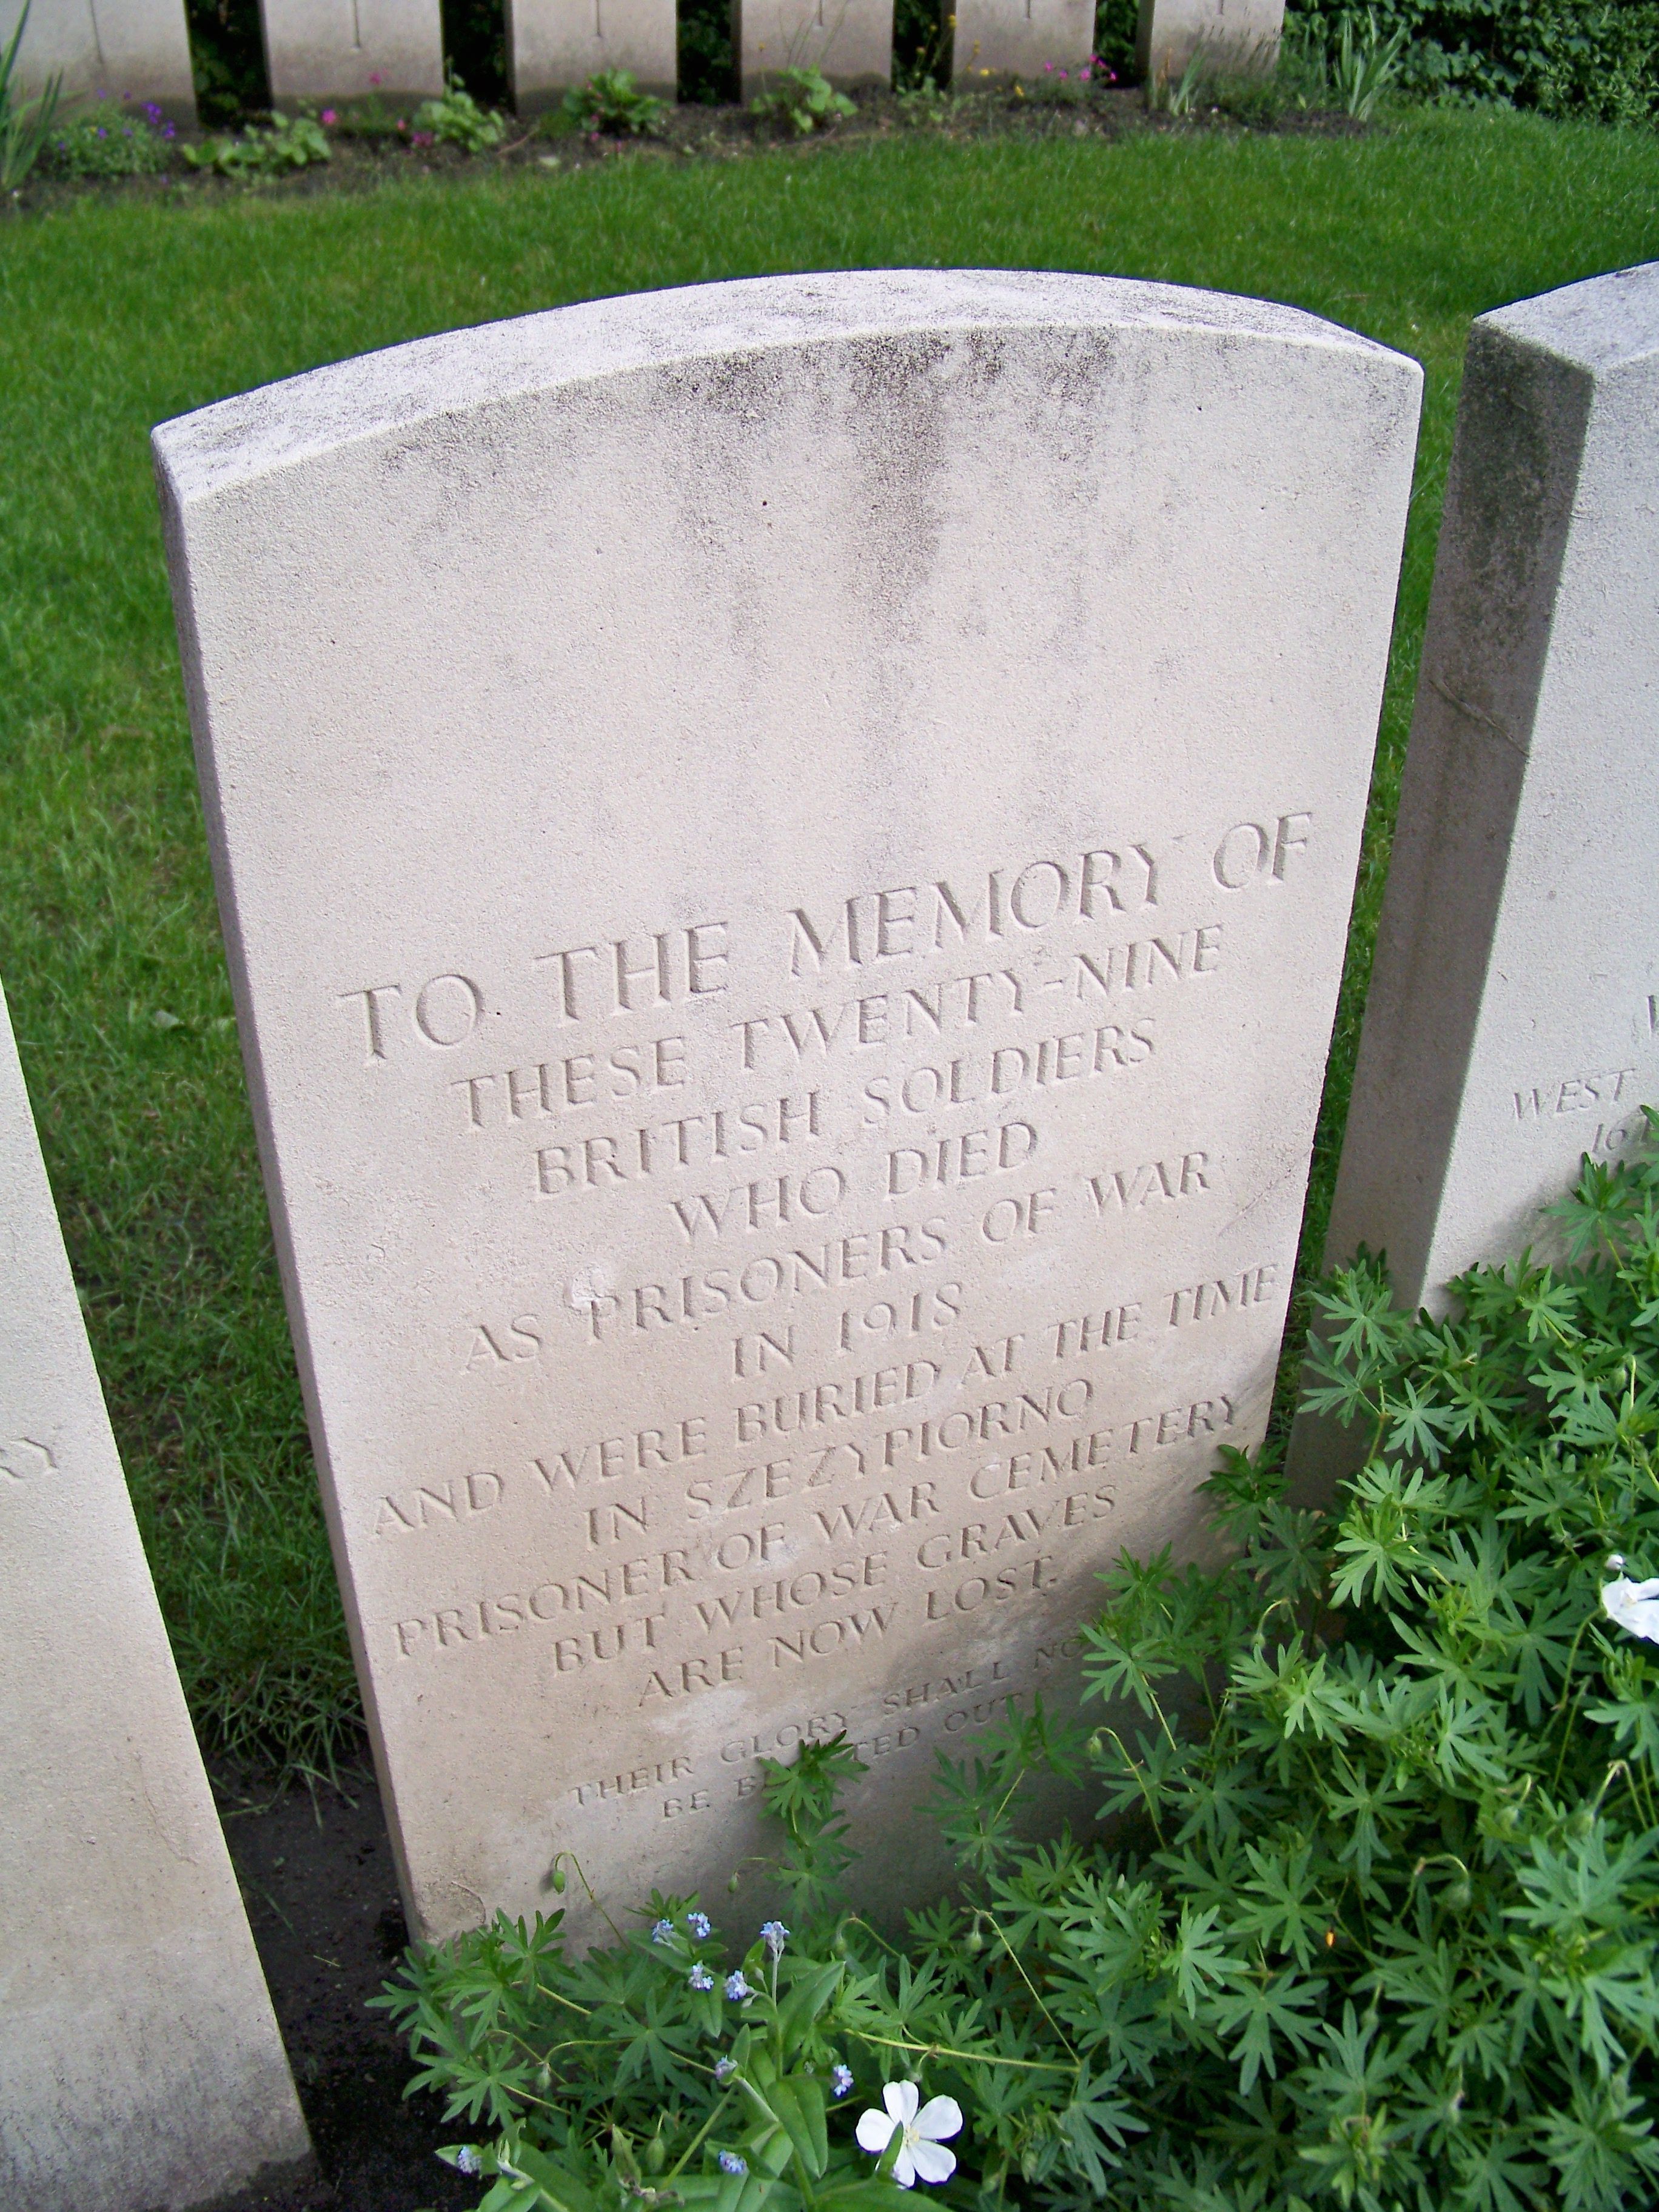 TO THE MEMORY OF
THESE TWENTY-NINE
BRITISH SOLDIERS
WHO DIED
AS PRISONERS OF WAR
IN 1918
AND WERE BURIED AT THE TIME
IN SZEZYPIORNO
PRISONER OF WAR CEMETERY
BUT WHOSE GRAVES
ARE NOW LOST.
THEIR GLORY SHALL
BE OUT
WEST